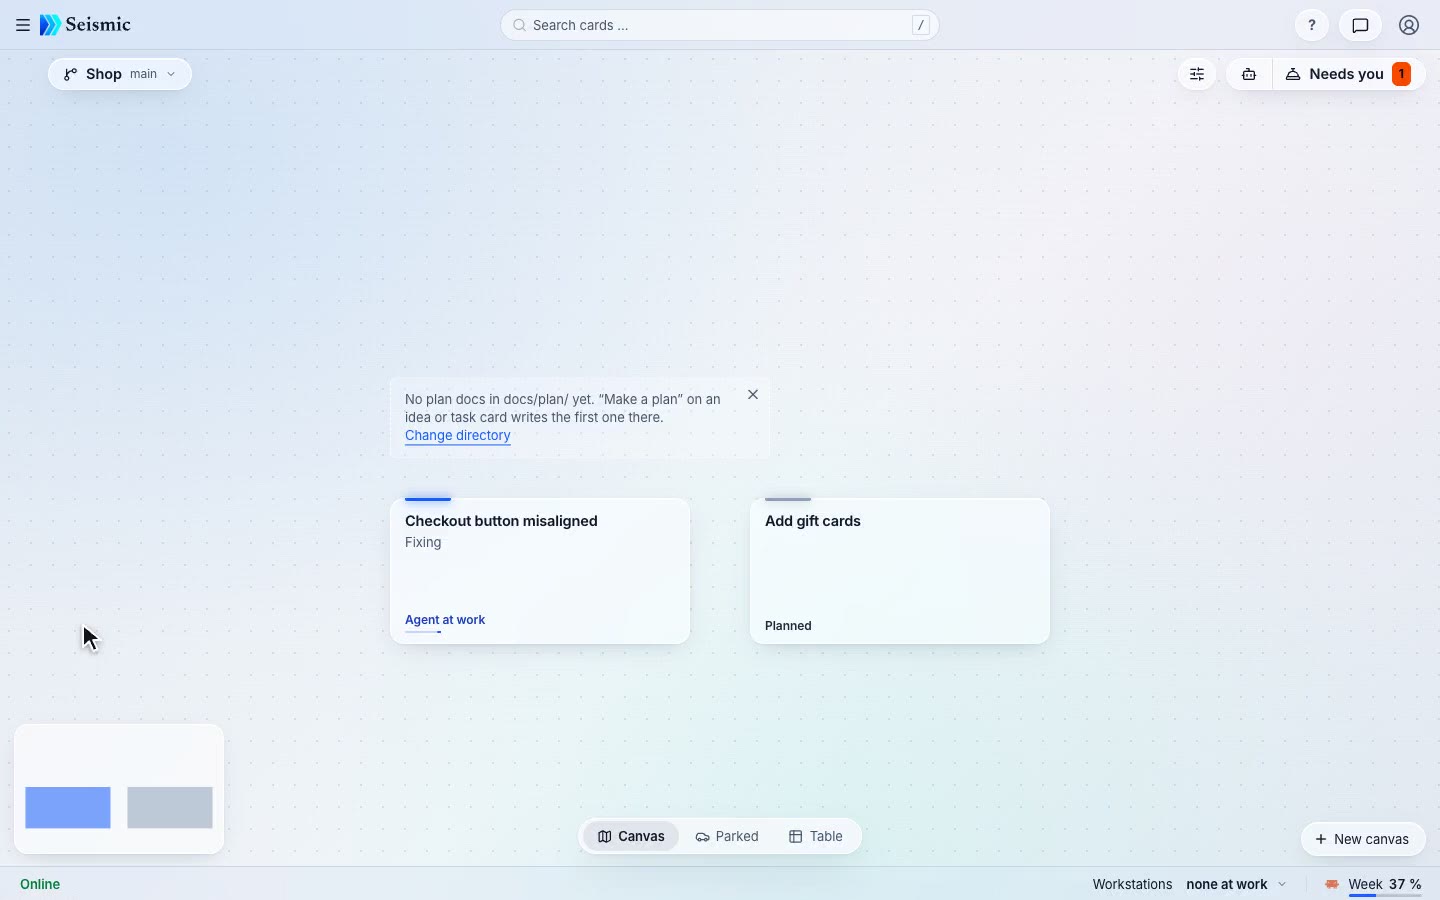 Seismic
Search cards ...
/
?
Shop main
Needs you 1
No plan docs in docs/plan/ yet. “Make a plan” on an
idea or task card writes the first one there.
Change directory
Checkout button misaligned
Fixing
Agent at work
Add gift cards
Planned
Canvas
Parked
Table
New canvas
Online
Workstations none at work
Week 37 %